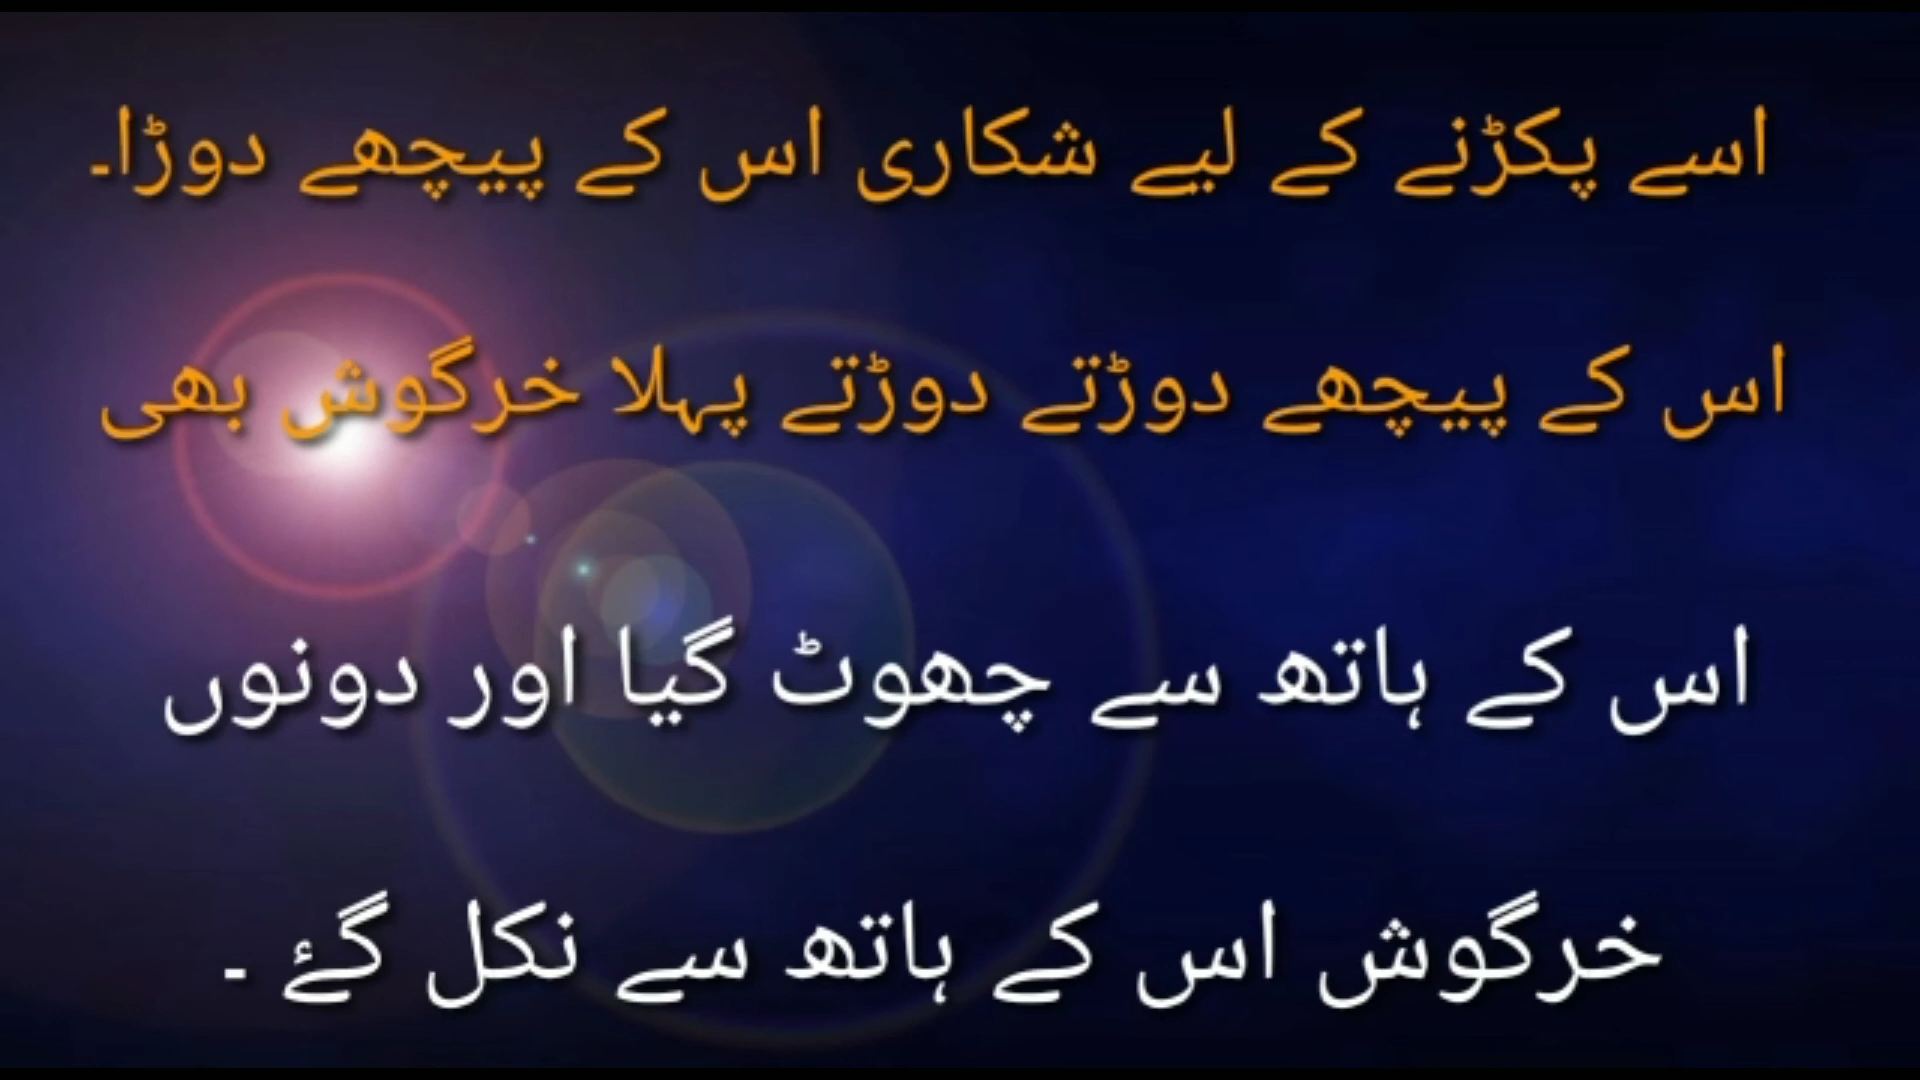 اسے پکڑنے کے لیے شکاری اس کے پیچھے دوڑا۔
اس کے پیچھے دوڑتے دوڑتے پہلا خرگوش بھی
اس کے ہاتھ سے چھوٹ گیا اور دونوں
خرگوش اس کے ہاتھ سے نکل گۓ ۔